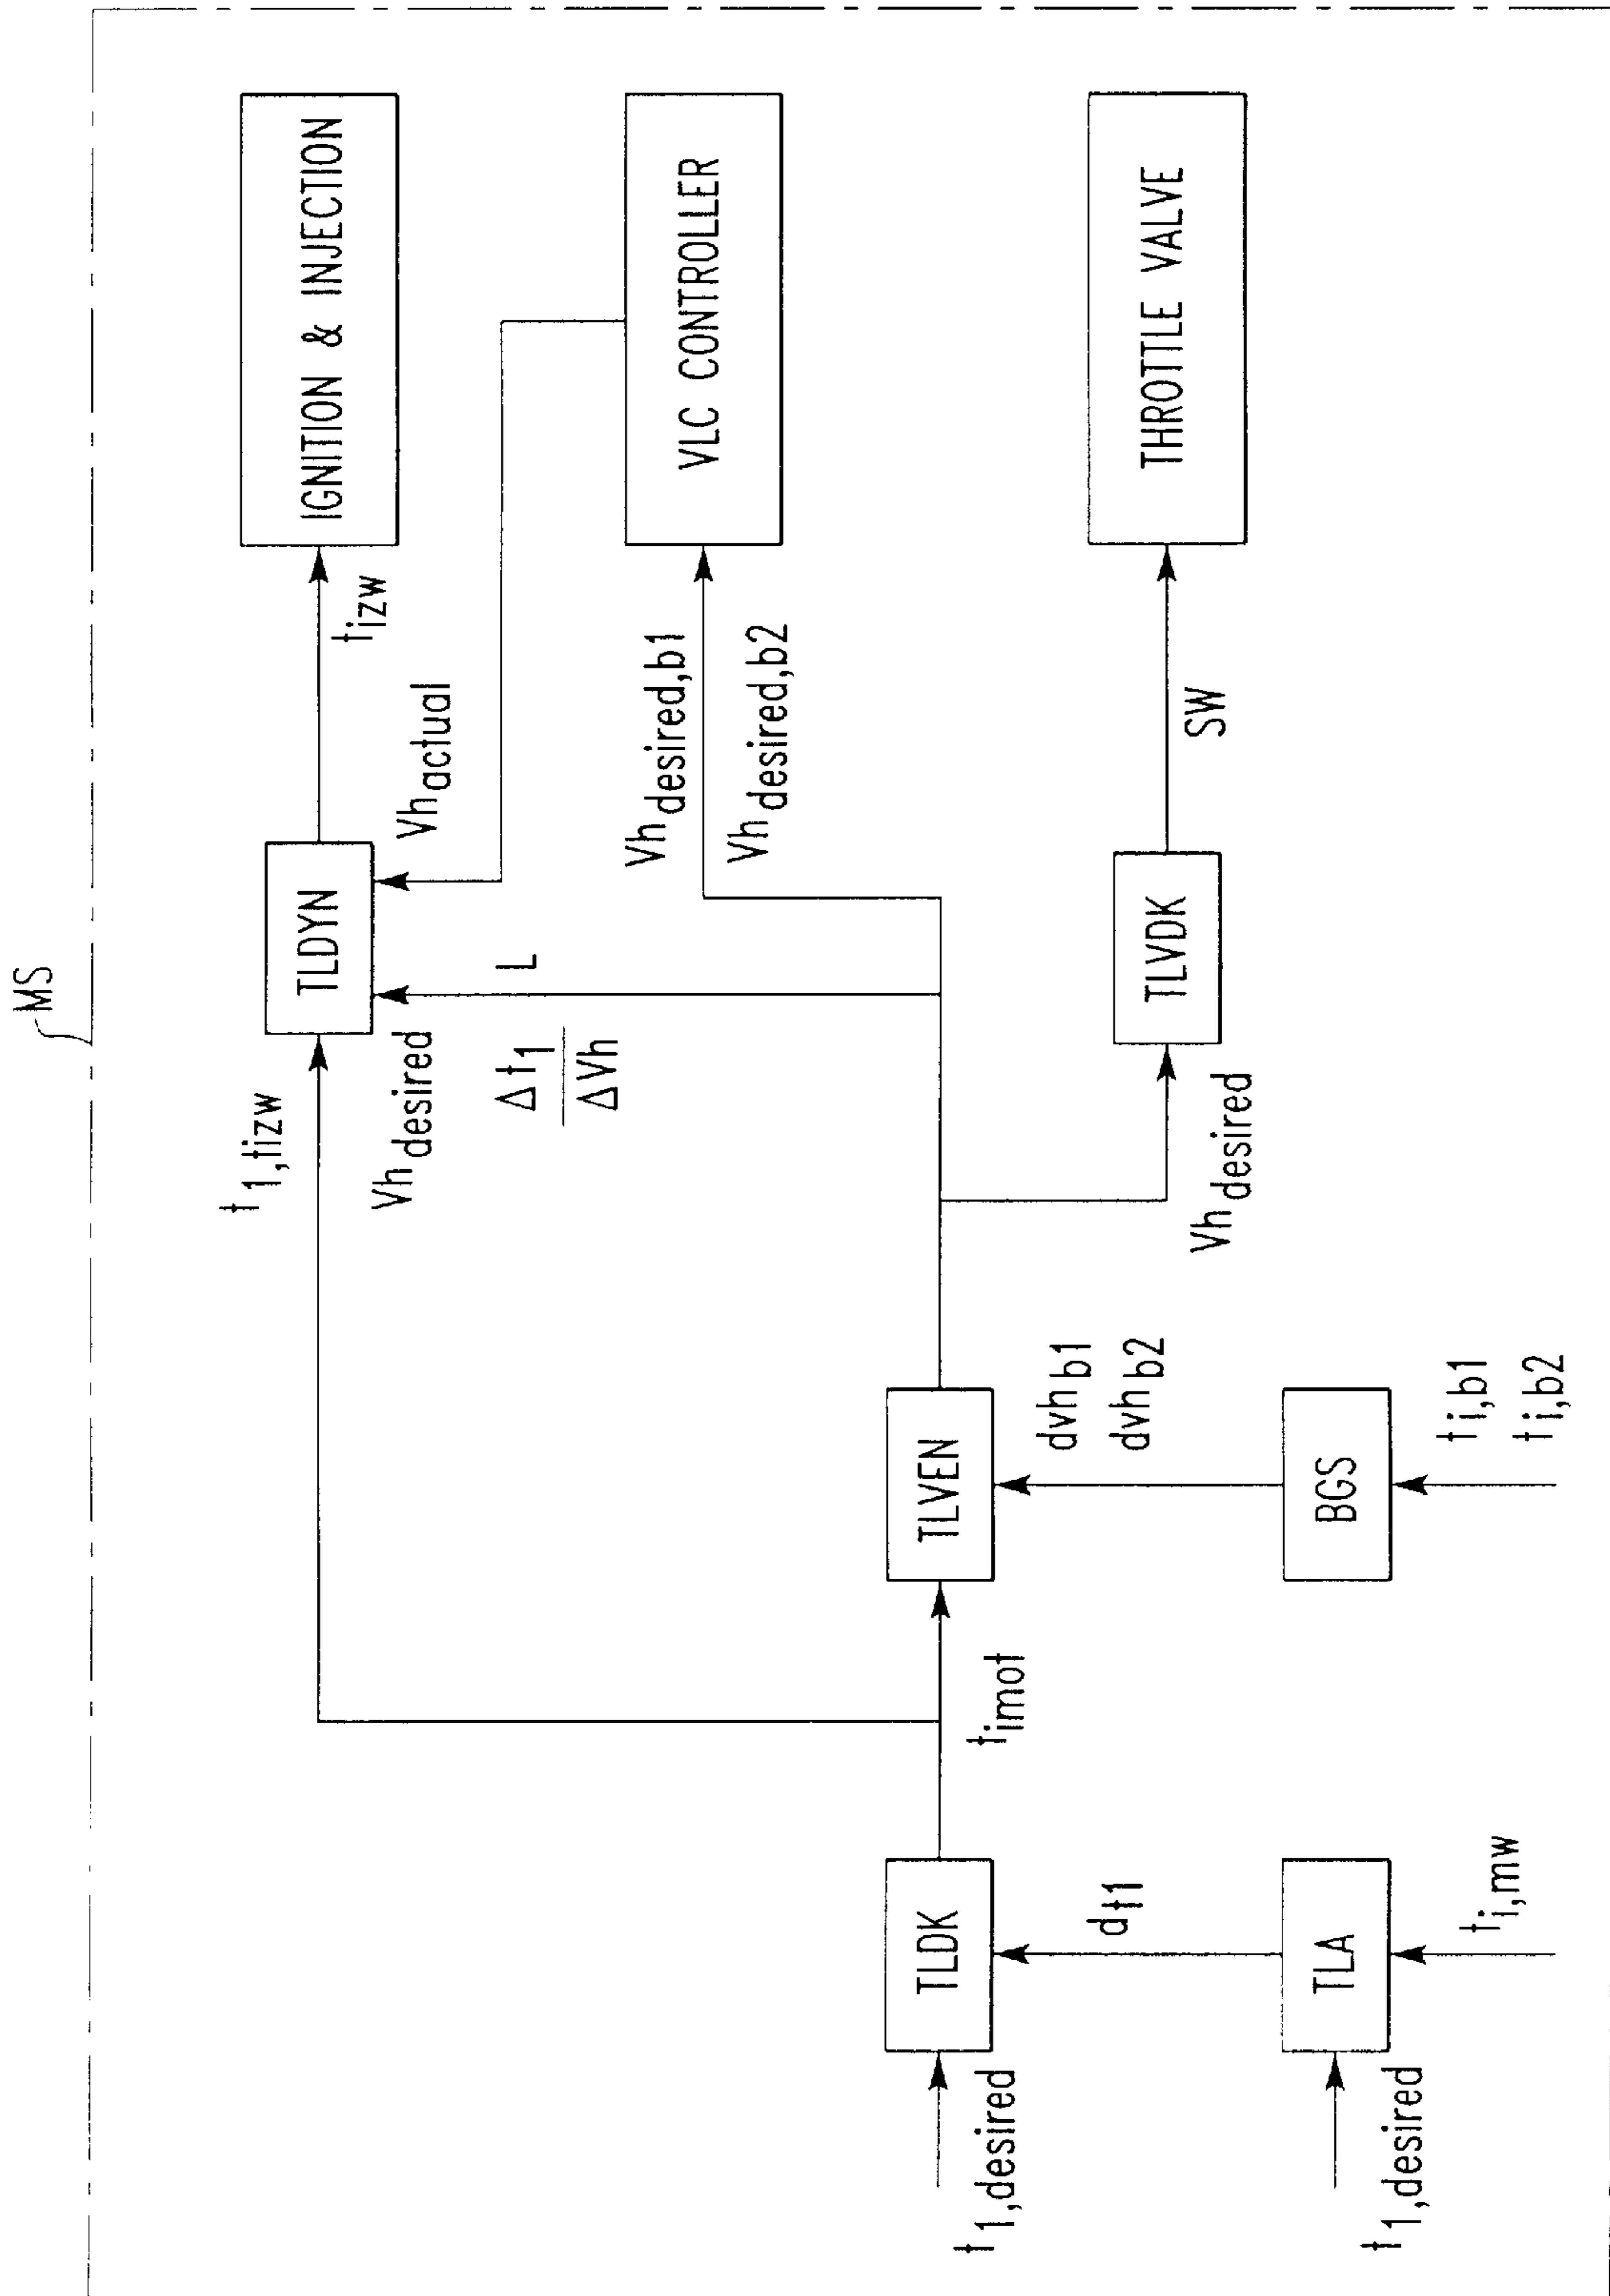 MS
IGNITION & INJECTION
t_izw
TLDYN
t_1,tizw
Vh_actual
Vh_desired
VLC CONTROLLER
Vh_desired,b1
Vh_desired,b2
L
Δt_1
ΔVh
THROTTLE VALVE
SW
TLVDK
Vh_desired
TLVEN
t_imot
dvh_b1
dvh_b2
BGS
t_i,b1
t_i,b2
TLDK
t_1,desired
d_t1
TLA
t_i,mw
t_1,desired